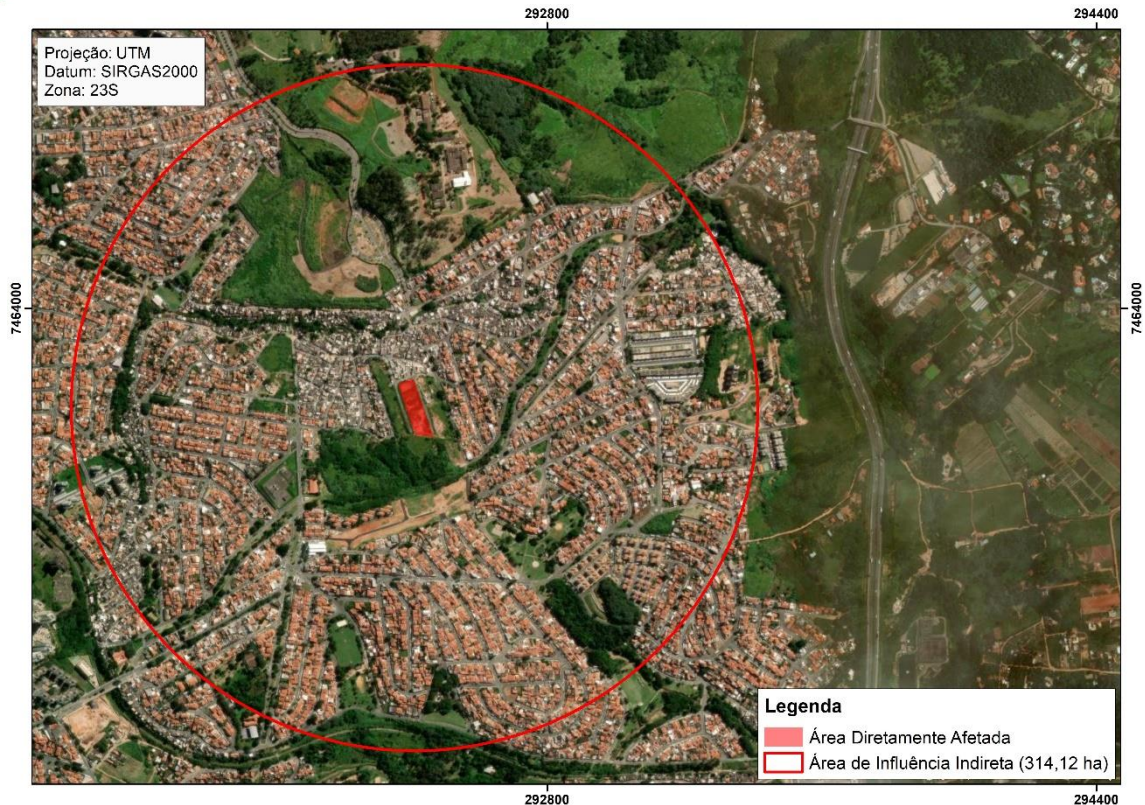 292800
294400
Projeção: UTM
Datum: SIRGAS2000
Zona: 23S
7464000
7464000
Legenda
Área Diretamente Afetada
Área de Influência Indireta (314,12 ha)
292800
294400